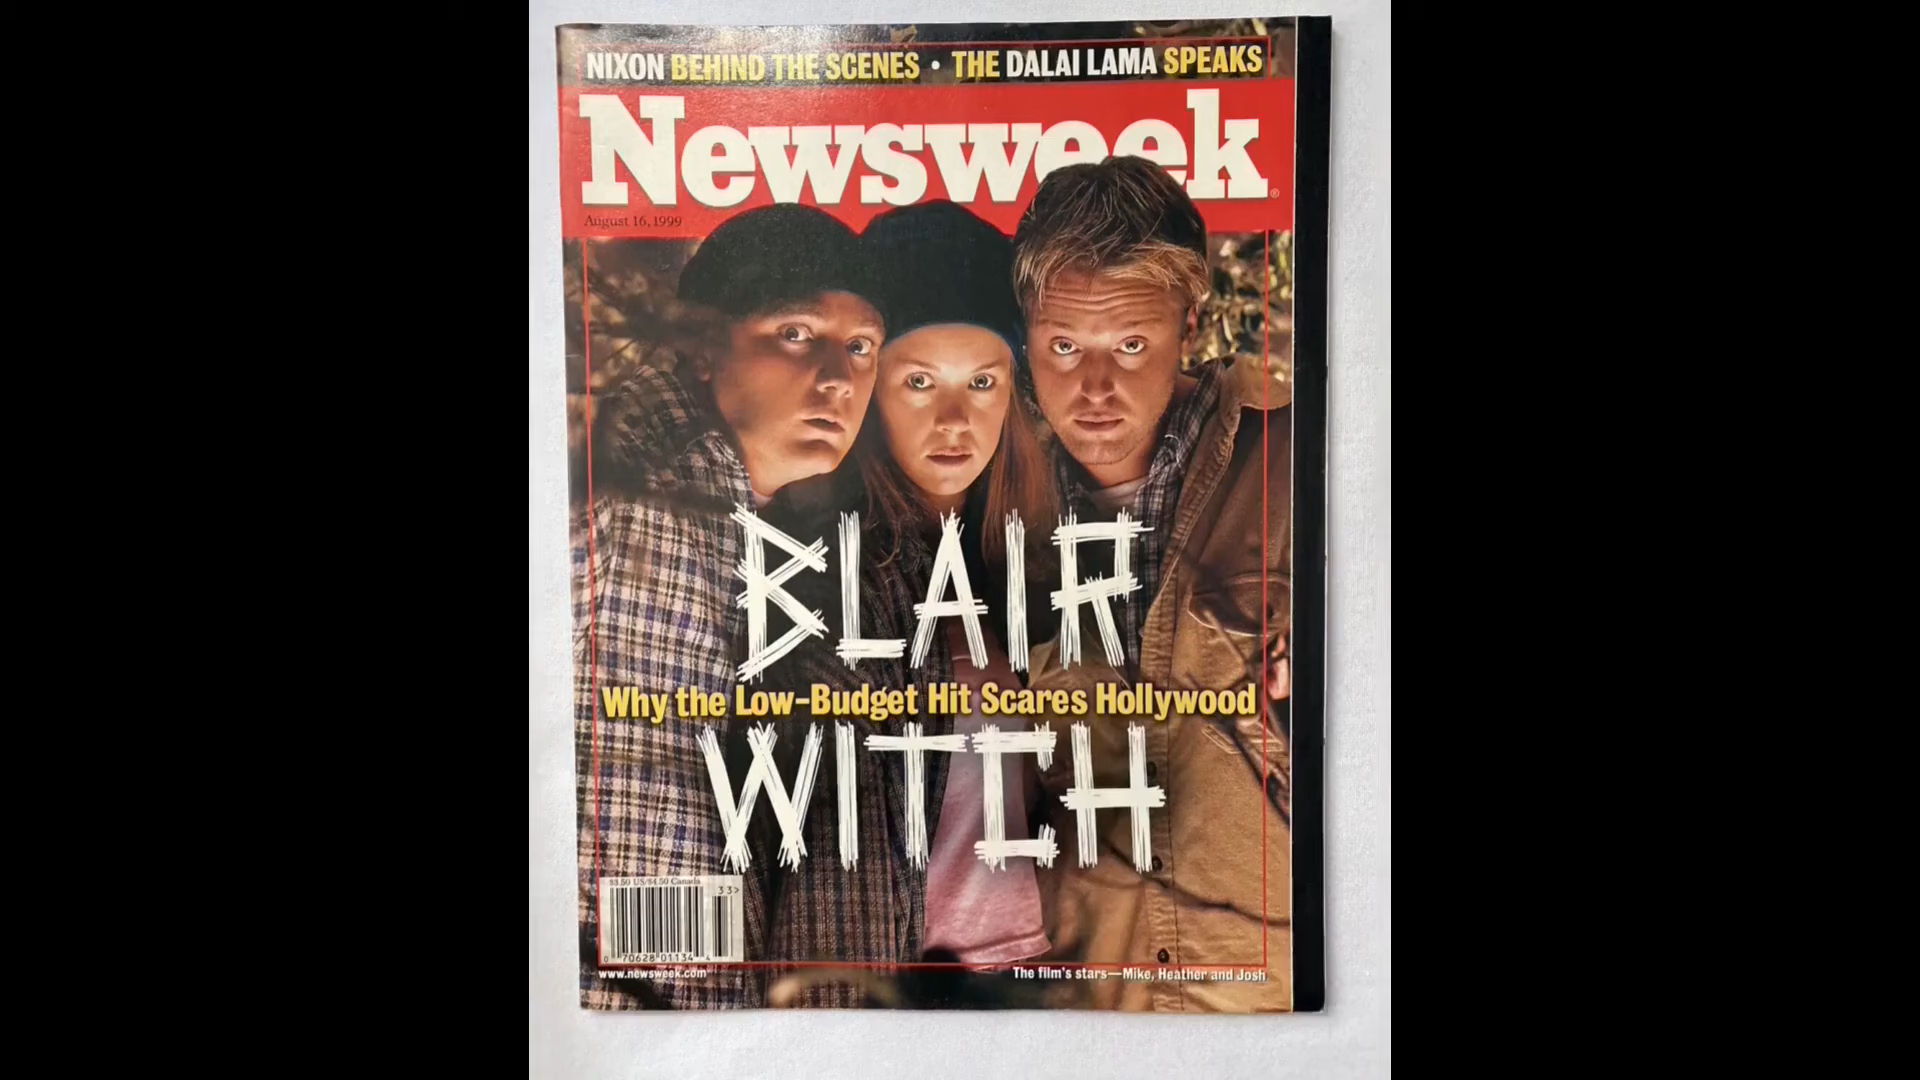 NIXON BEHIND THE SCENES • THE DALAI LAMA SPEAKS
Newsweek®
August 16, 1999
BLAIR
Why the Low-Budget Hit Scares Hollywood
WITCH
$3.50 US/$4.50 Canada
33>
0 70628 01134 4
www.newsweek.com
The film's stars—Mike, Heather and Josh